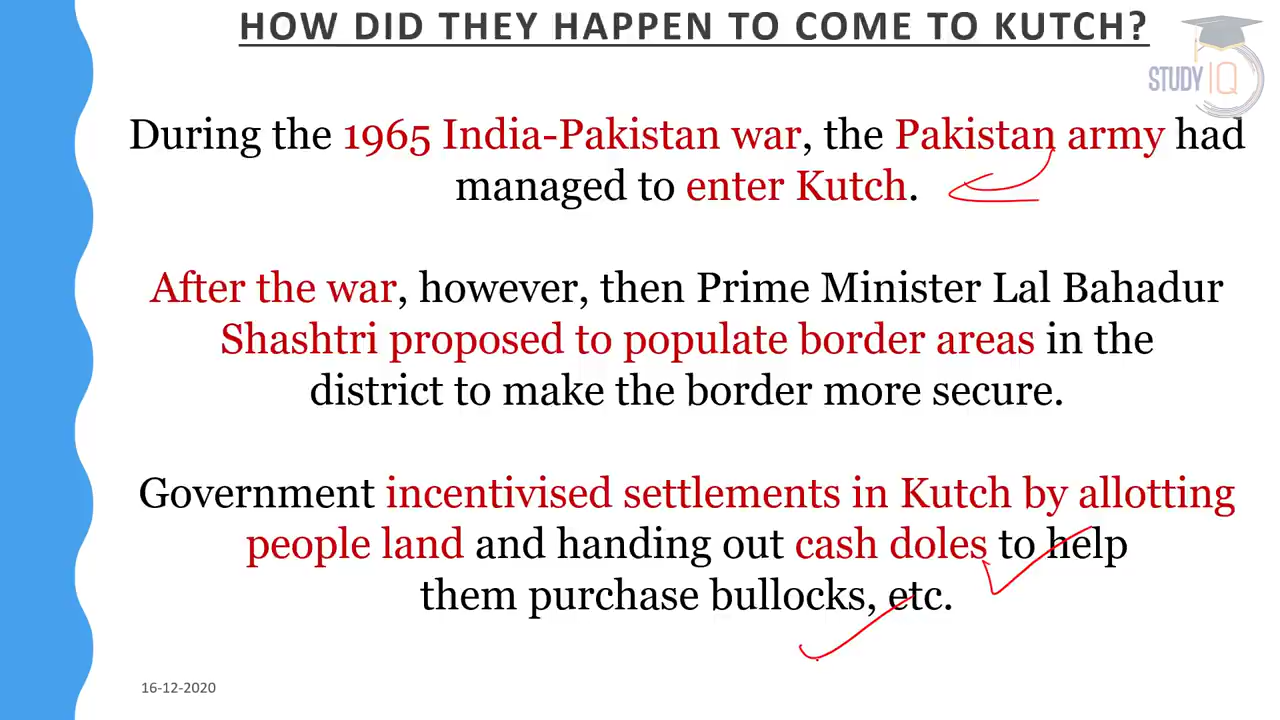 HOW DID THEY HAPPEN TO COME TO KUTCH?
STUDY IQ
During the 1965 India-Pakistan war, the Pakistan army had
managed to enter Kutch.
After the war, however, then Prime Minister Lal Bahadur
Shashtri proposed to populate border areas in the
district to make the border more secure.
Government incentivised settlements in Kutch by allotting
people land and handing out cash doles to help
them purchase bullocks, etc.
16-12-2020